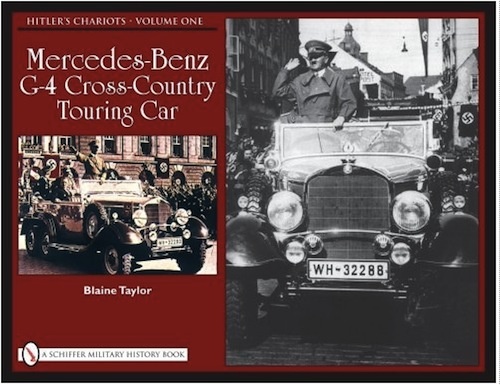 HITLER'S CHARIOTS · VOLUME ONE
Mercedes-Benz
G-4 Cross-Country
Touring Car
WH-32288
Blaine Taylor
A SCHIFFER MILITARY HISTORY BOOK